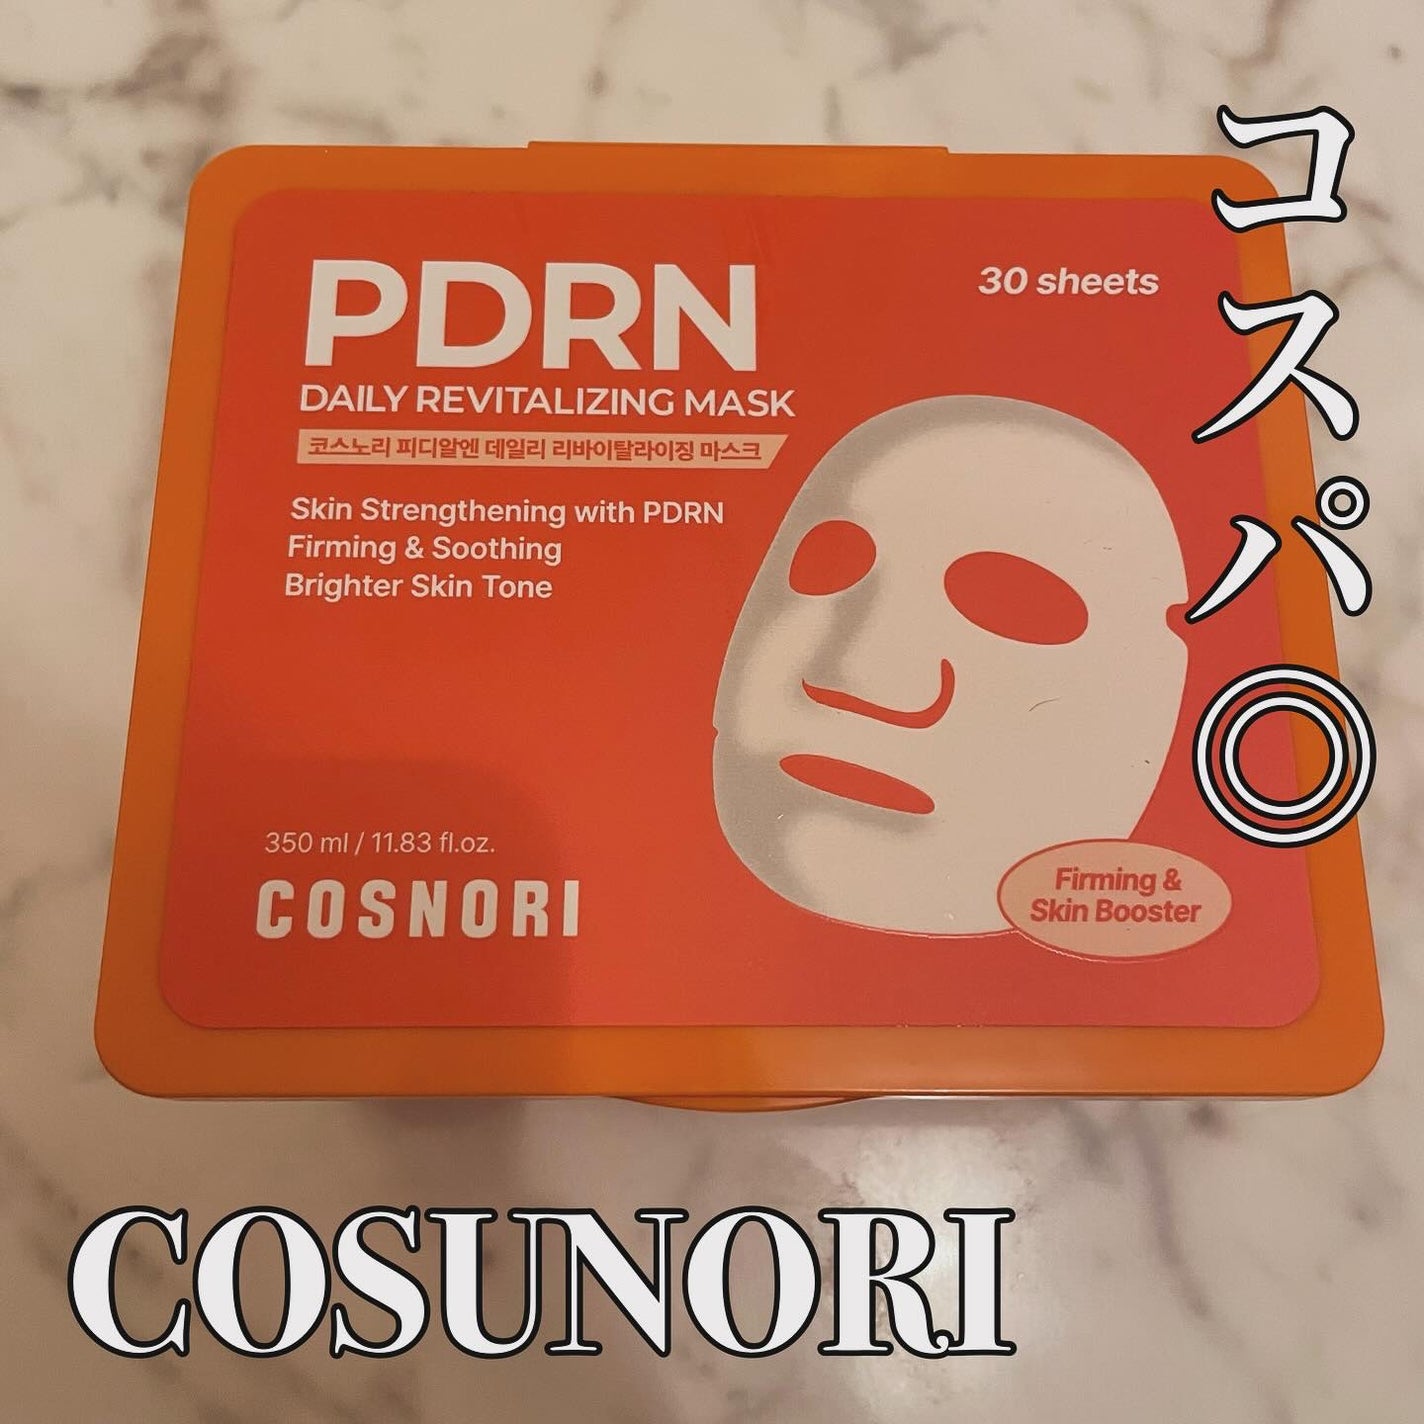 PDRN
30 sheets
DAILY REVITALIZING MASK
코스노리 피디알엔 데일리 리바이탈라이징 마스크
Skin Strengthening with PDRN
Firming & Soothing
Brighter Skin Tone
350 ml / 11.83 fl.oz.
COSNORI
Firming &
Skin Booster
コスパ◎
COSUNORI